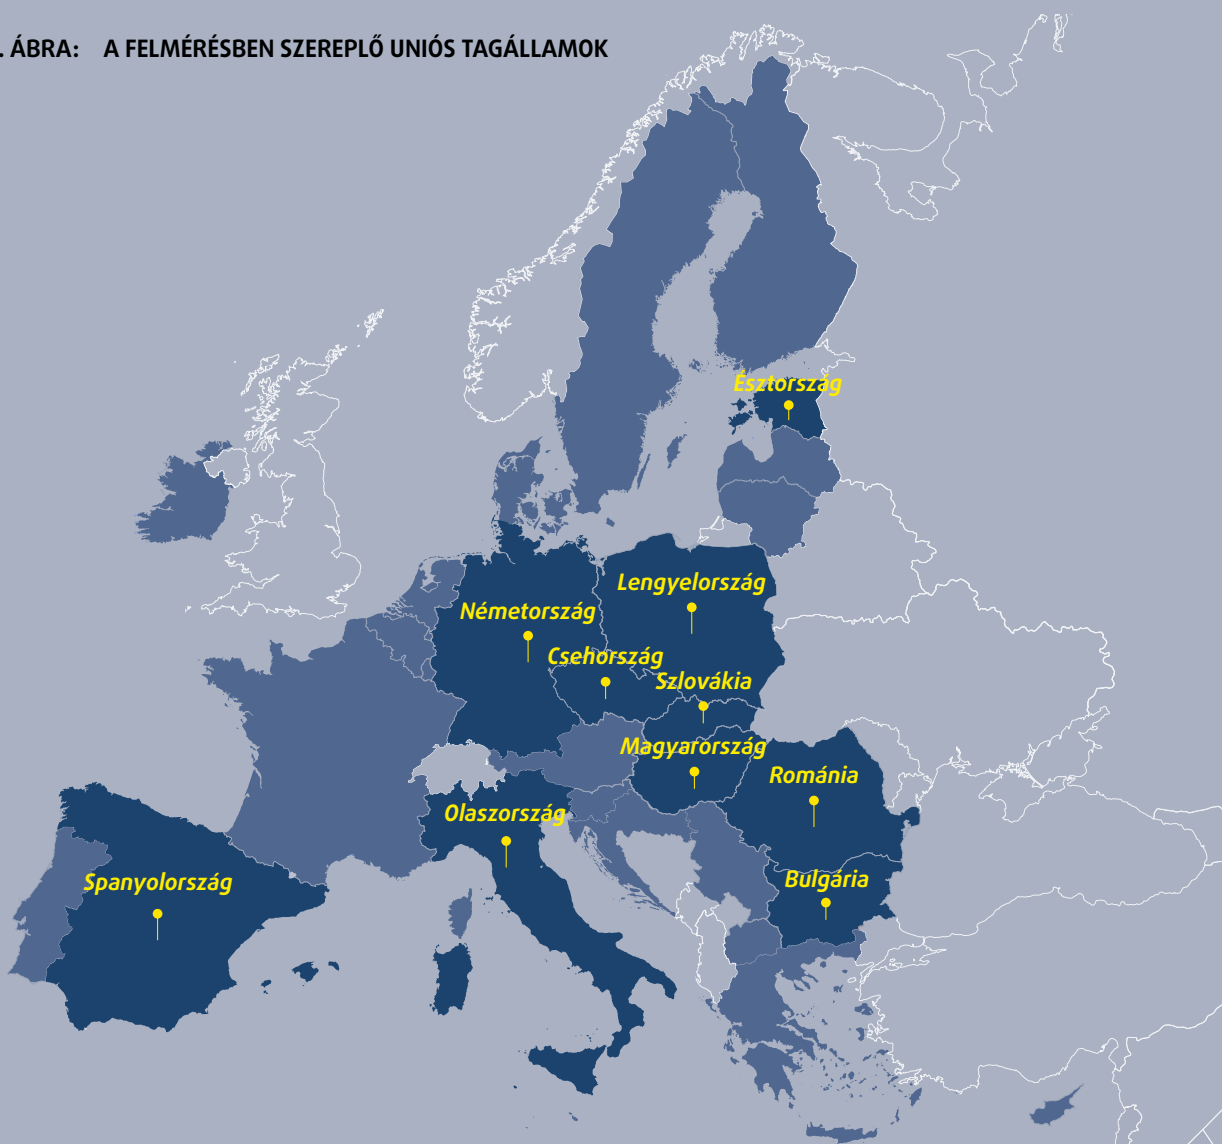 . ÁBRA: A FELMÉRÉSBEN SZEREPLŐ UNIÓS TAGÁLLAMOK
Észtország
Lengyelország
Németország
Csehország
Szlovákia
Magyarország
Románia
Olaszország
Bulgária
Spanyolország